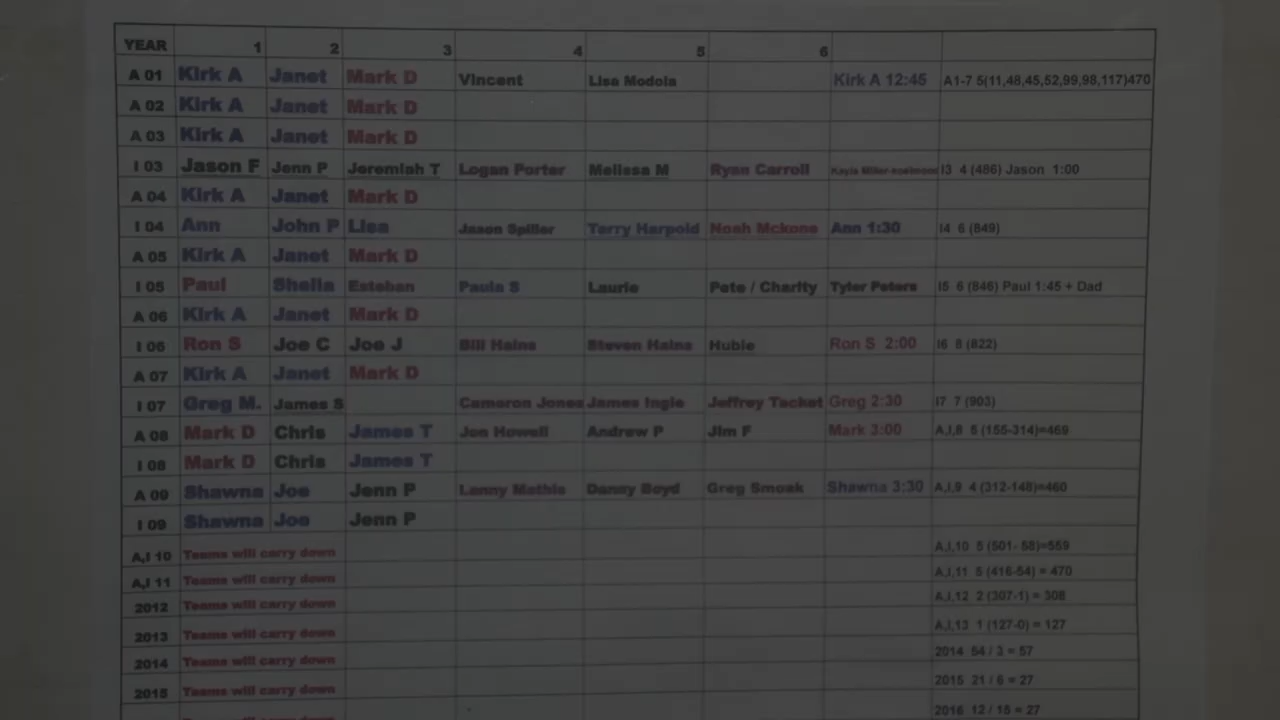 YEAR 1 2 3 4 5 6
A 01 Kirk A Janet Mark D Vincent Lisa Modola Kirk A 12:45 A1-7 5(11,48,45,52,99,98,117)470
A 02 Kirk A Janet Mark D
A 03 Kirk A Janet Mark D
I 03 Jason F Jenn P Jeremiah T Logan Porter Melissa M Ryan Carroll Kayla Miller I3 4 (486) Jason 1:00
A 04 Kirk A Janet Mark D
I 04 Ann John P Lisa Jason Spiller Terry Harpold Noah Mckone Ann 1:30 I4 6 (849)
A 05 Kirk A Janet Mark D
I 05 Paul Shelia Esteban Paula S Laurie Pete / Charity Tyler Peters I5 6 (846) Paul 1:45 + Dad
A 06 Kirk A Janet Mark D
I 06 Ron S Joe C Joe J Bill Hains Steven Hains Hubie Ron S 2:00 I6 8 (822)
A 07 Kirk A Janet Mark D
I 07 Greg M. James S Cameron Jones James Ingle Jeffrey Tacket Greg 2:30 I7 7 (903)
A 08 Mark D Chris James T Jon Howell Andrew P Jim F Mark 3:00 A,I,8 5 (155-314)=469
I 08 Mark D Chris James T
A 09 Shawna Joe Jenn P Lanny Mathis Danny Boyd Greg Smoak Shawna 3:30 A,I,9 4 (312-148)=460
I 09 Shawna Joe Jenn P
A,I 10 Teams will carry down A,I,10 5 (501- 58)=559
A,I 11 Teams will carry down A,I,11 5 (416-54) = 470
2012 Teams will carry down A,I,12 2 (307-1) = 308
2013 Teams will carry down A,I,13 1 (127-0) = 127
2014 Teams will carry down 2014 54 / 3 = 57
2015 Teams will carry down 2015 21 / 6 = 27
2016 12 / 15 = 27